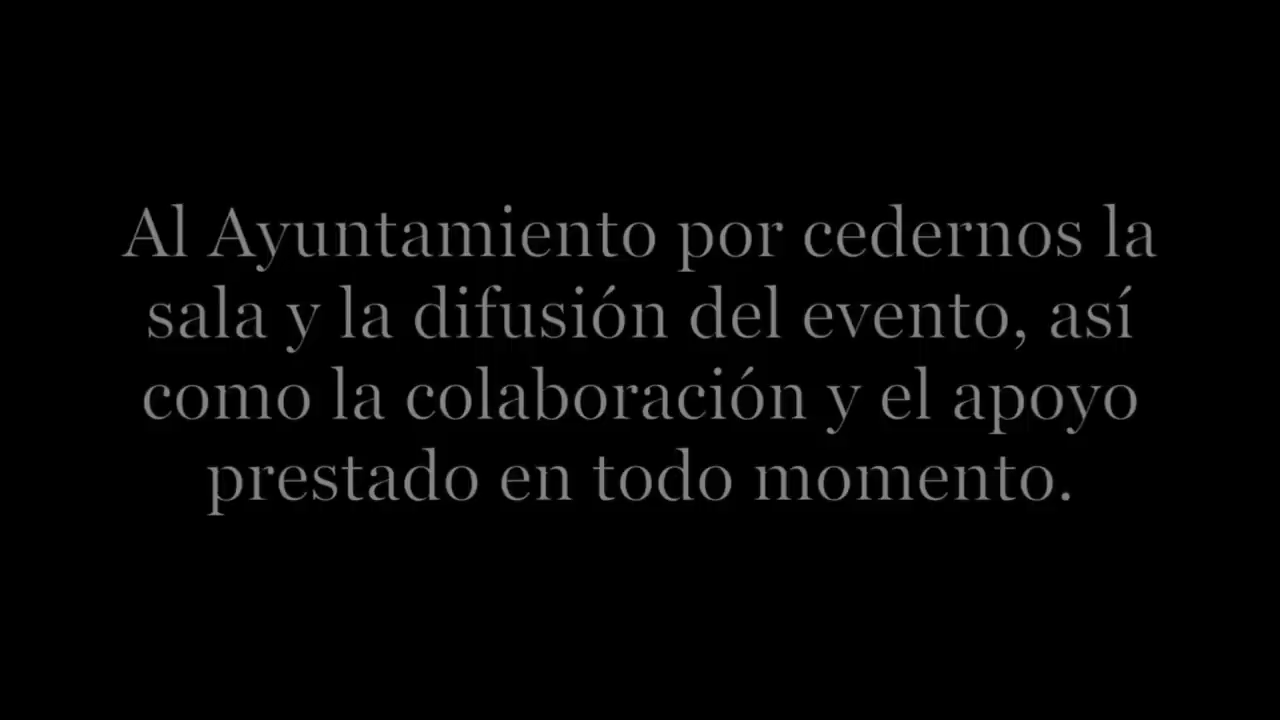 Al Ayuntamiento por cedernos la
sala y la difusión del evento, así
como la colaboración y el apoyo
prestado en todo momento.